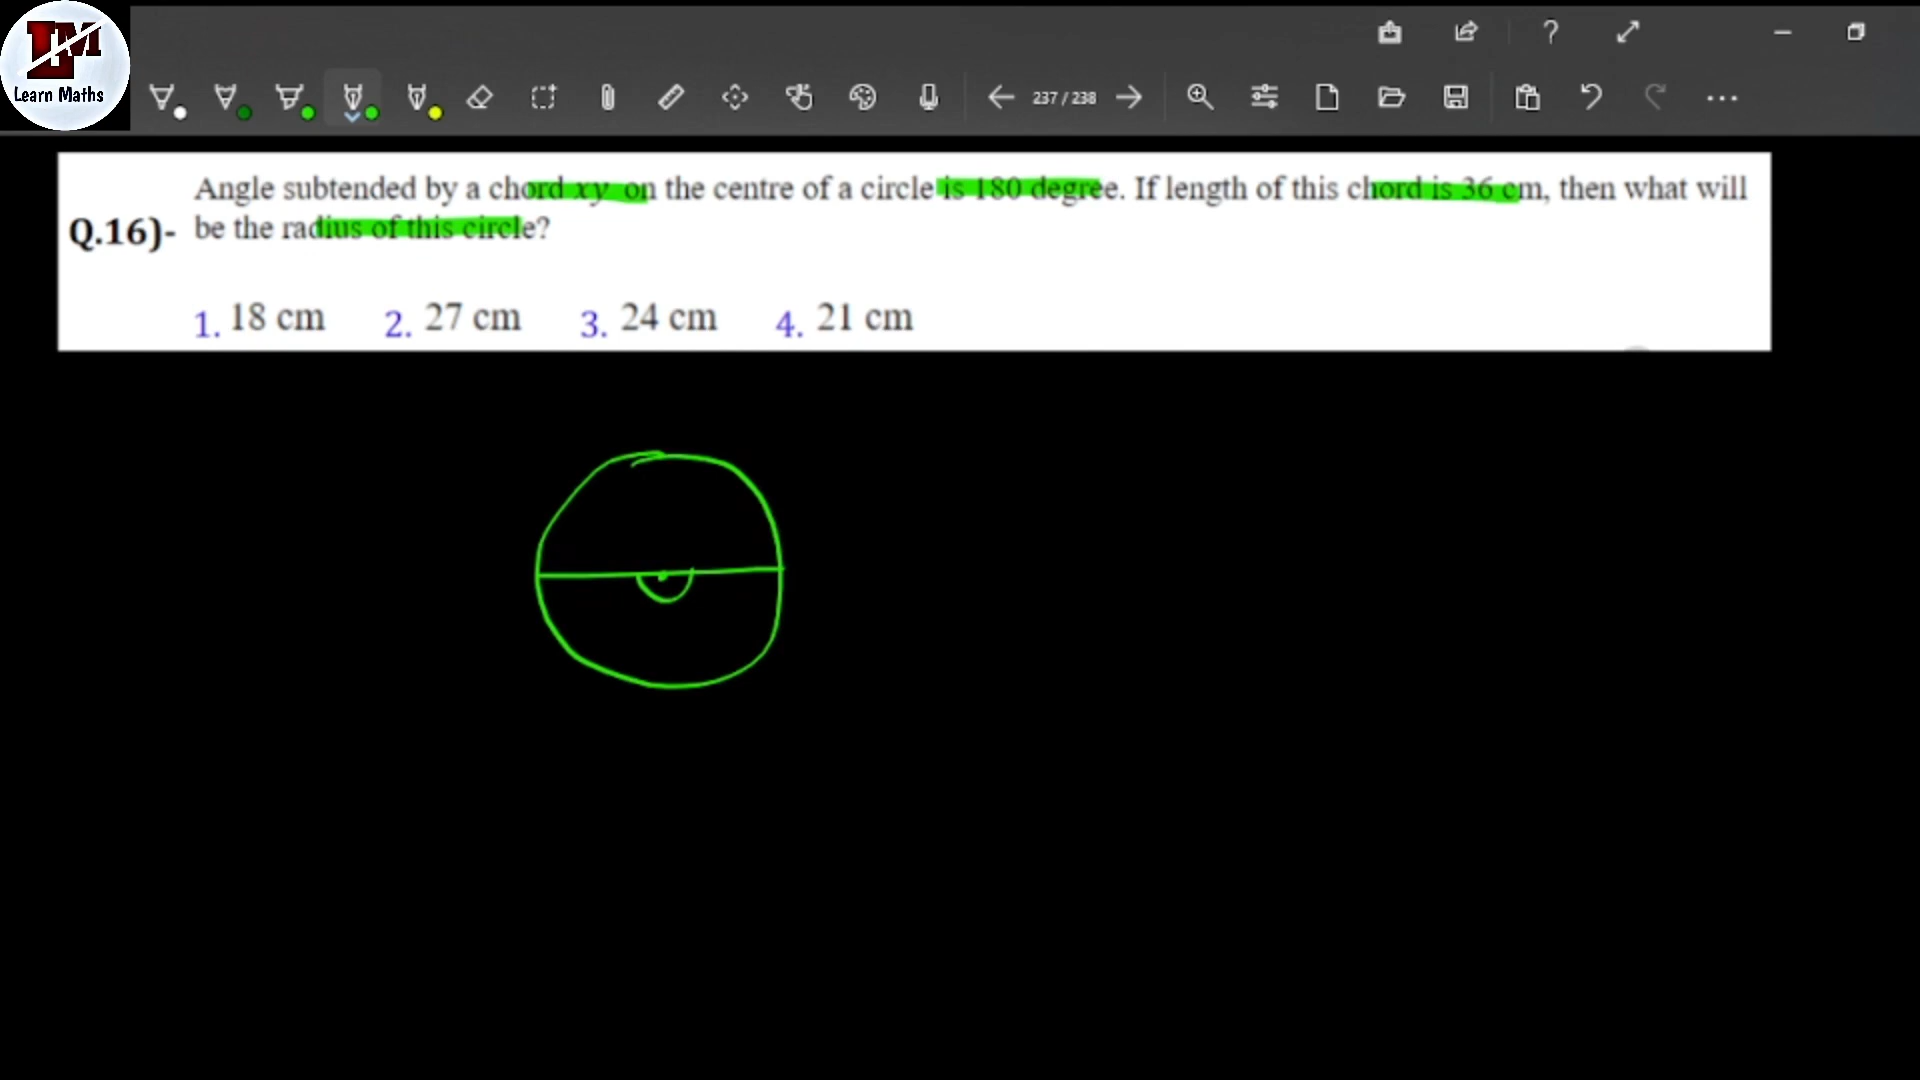 LM
Learn Maths
237 / 238
Angle subtended by a chord xy on the centre of a circle is 180 degree. If length of this chord is 36 cm, then what will
Q.16)- be the radius of this circle?
1. 18 cm 2. 27 cm 3. 24 cm 4. 21 cm